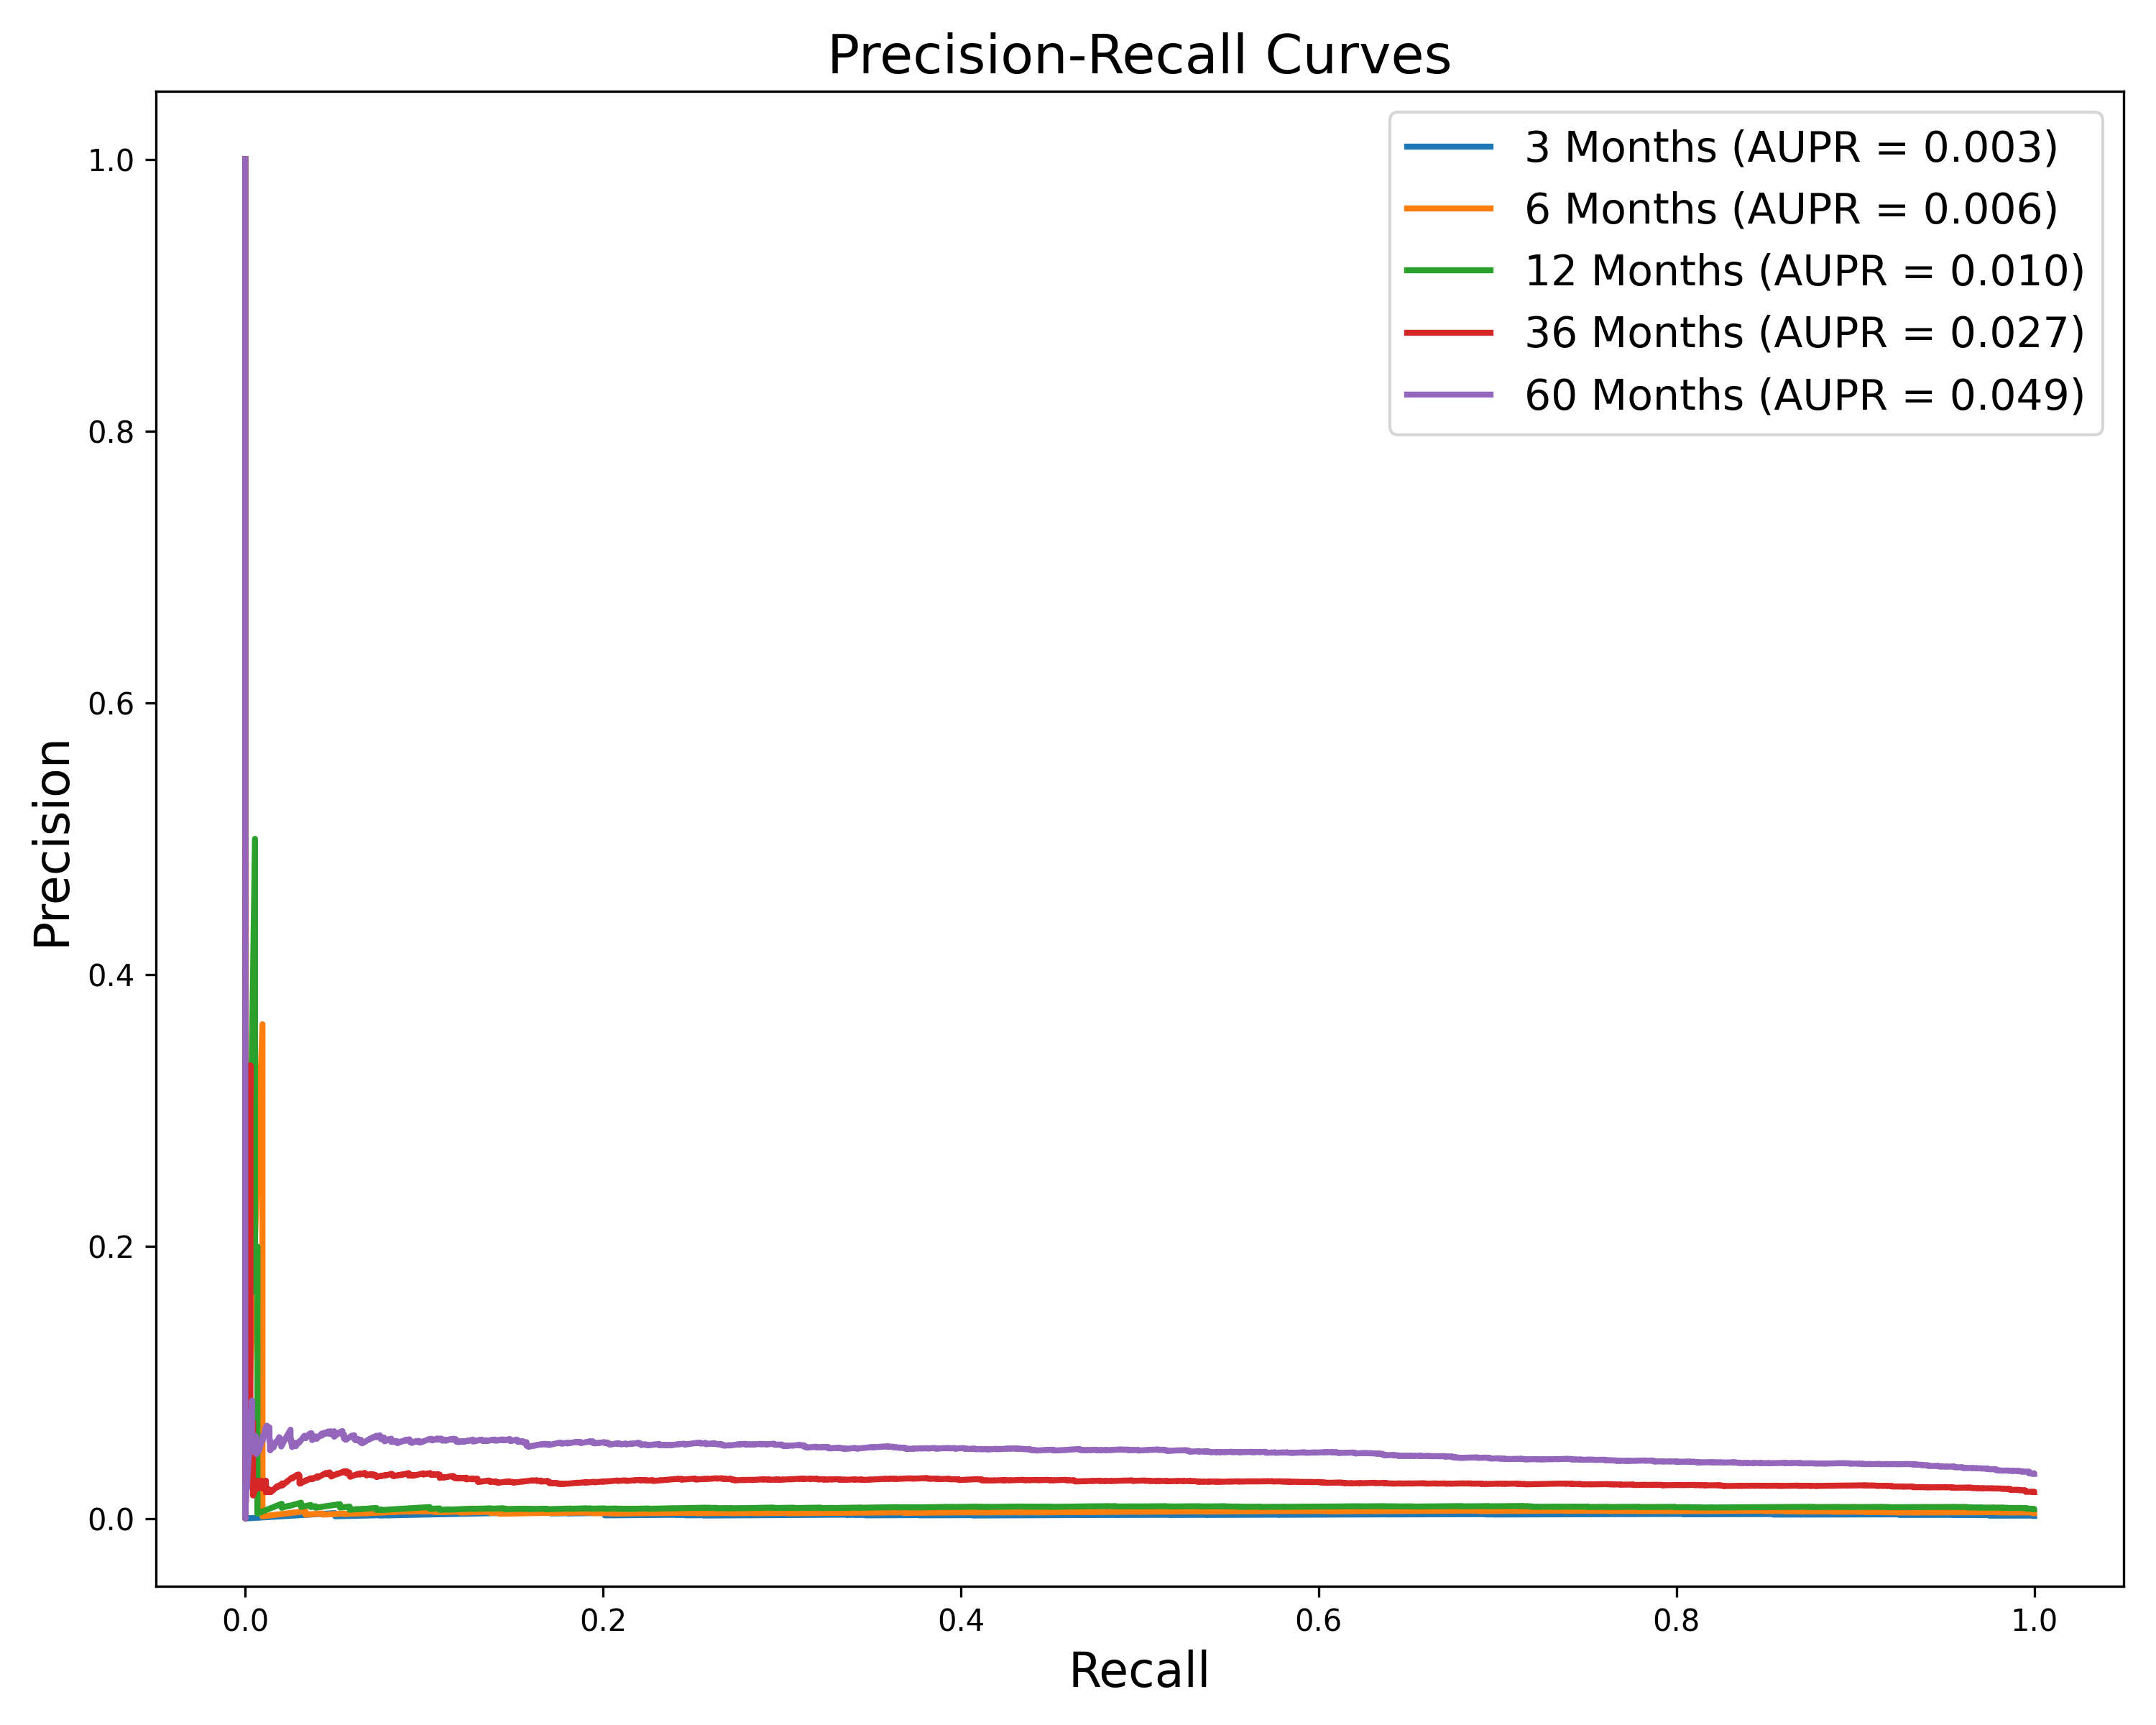 Precision-Recall Curves
3 Months (AUPR = 0.003)
6 Months (AUPR = 0.006)
12 Months (AUPR = 0.010)
36 Months (AUPR = 0.027)
60 Months (AUPR = 0.049)
Precision
1.0
0.8
0.6
0.4
0.2
0.0
0.0 0.2 0.4 0.6 0.8 1.0
Recall